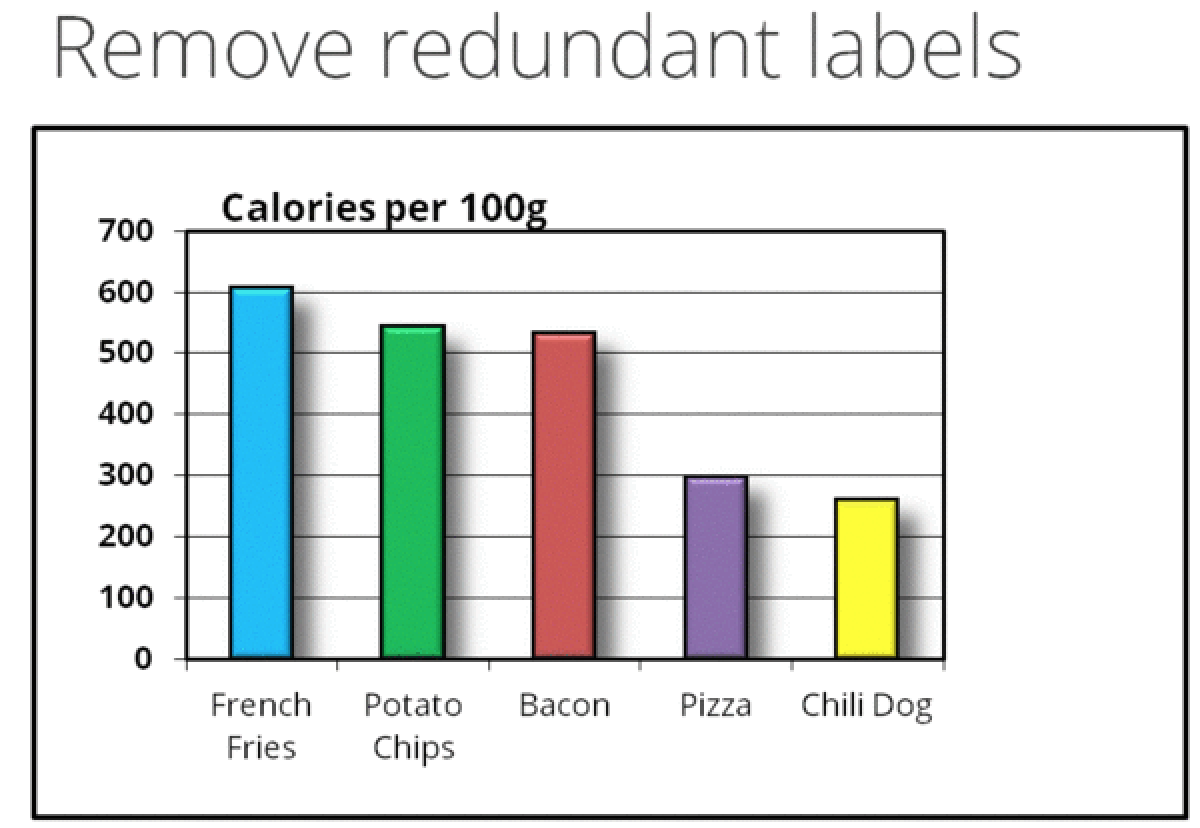 Remove redundant labels
Calories per 100g
700
600
500
400
300
200
100
0
French
Fries
Potato
Chips
Bacon
Pizza
Chili Dog